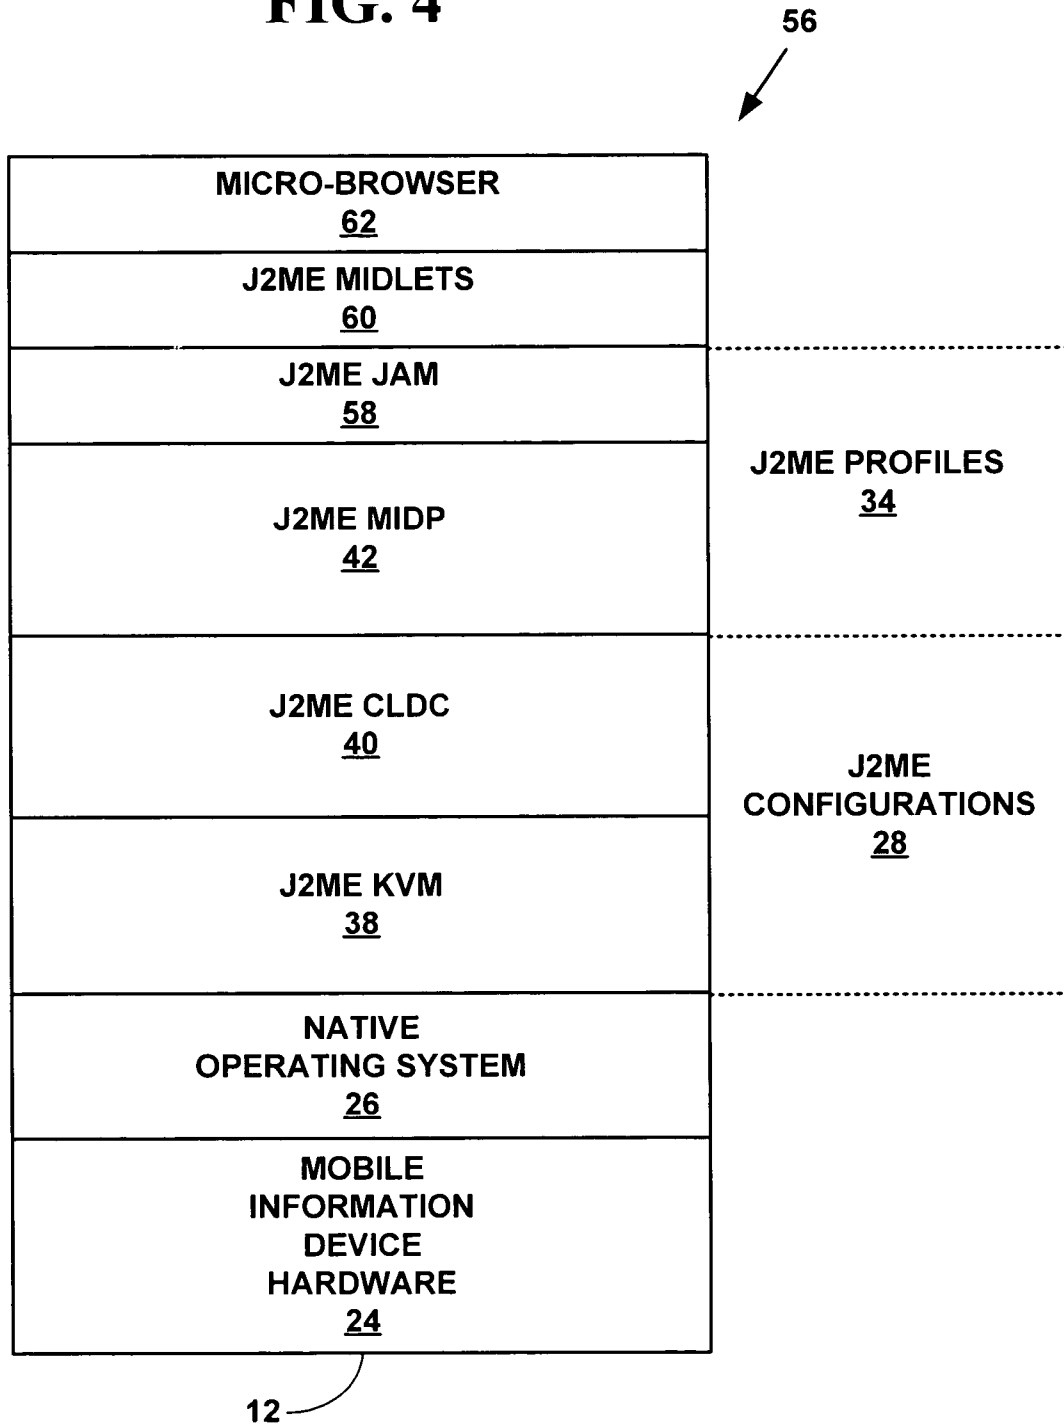 FIG. 4
56
MICRO-BROWSER
62
J2ME MIDLETS
60
J2ME JAM
58
J2ME MIDP
42
J2ME PROFILES
34
J2ME CLDC
40
J2ME KVM
38
J2ME
CONFIGURATIONS
28
NATIVE
OPERATING SYSTEM
26
MOBILE
INFORMATION
DEVICE
HARDWARE
24
12